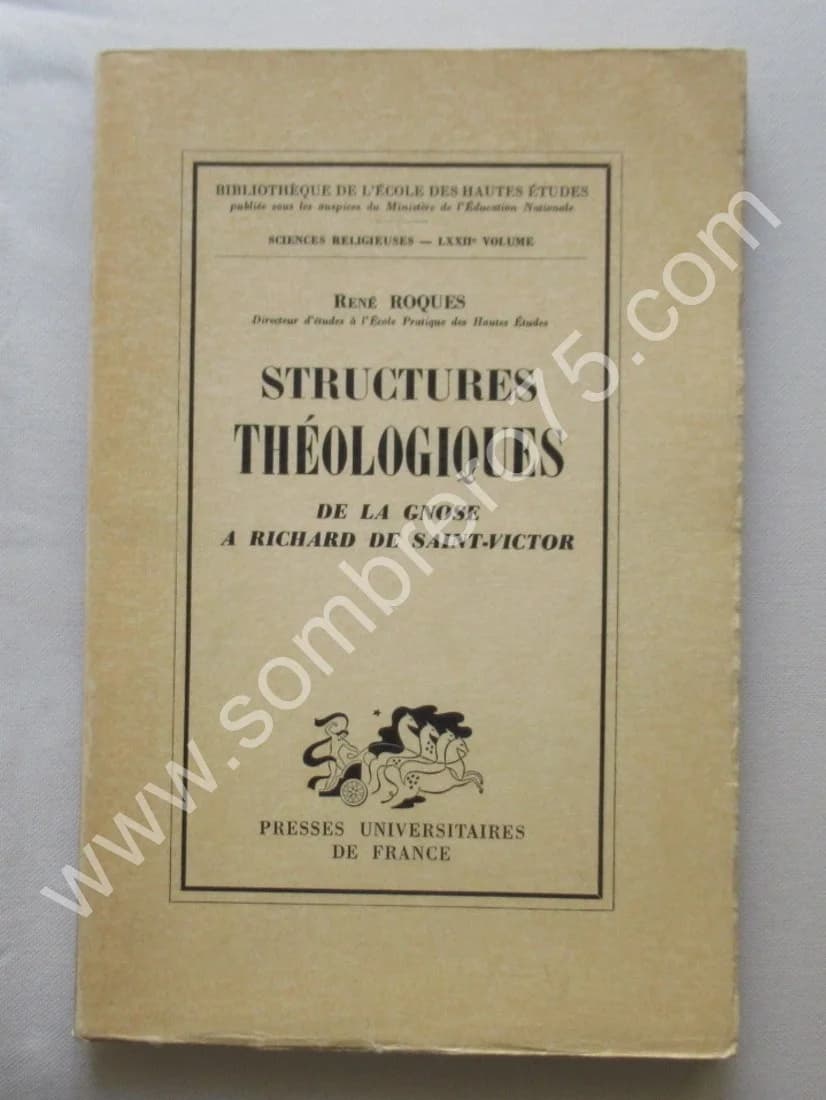 BIBLIOTHÈQUE DE L'ÉCOLE DES HAUTES ÉTUDES
publiée sous les auspices du Ministère de l'Éducation Nationale
SCIENCES RELIGIEUSES — LXXIIe VOLUME
RENÉ ROQUES
Directeur d'études à l'École Pratique des Hautes Études
STRUCTURES
THÉOLOGIQUES
DE LA GNOSE
A RICHARD DE SAINT-VICTOR
PRESSES UNIVERSITAIRES
DE FRANCE
www.sombrero75.com